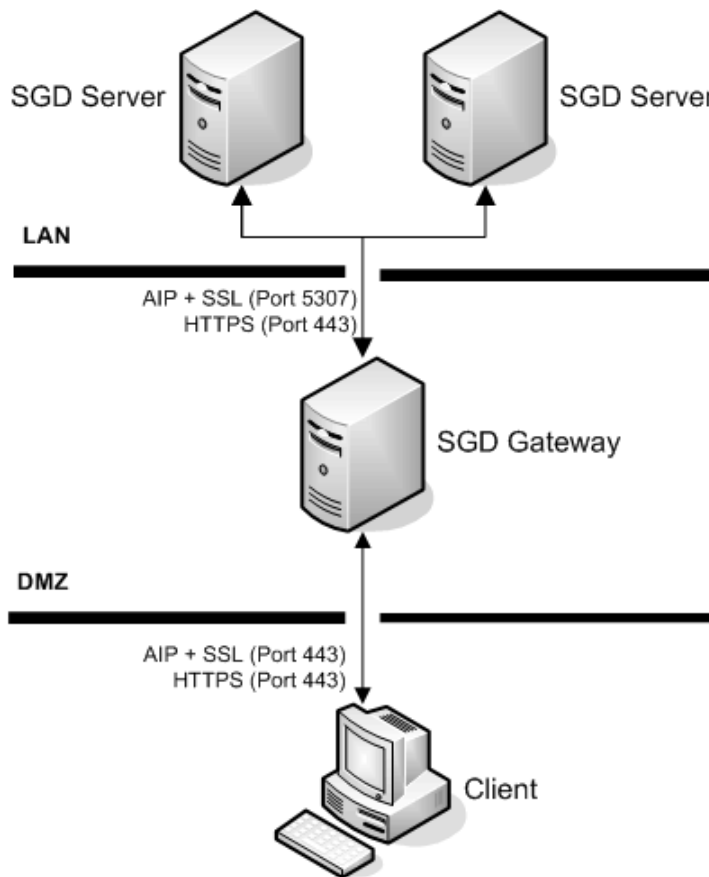 SGD Server
SGD Server
LAN
AIP + SSL (Port 5307)
HTTPS (Port 443)
SGD Gateway
DMZ
AIP + SSL (Port 443)
HTTPS (Port 443)
Client